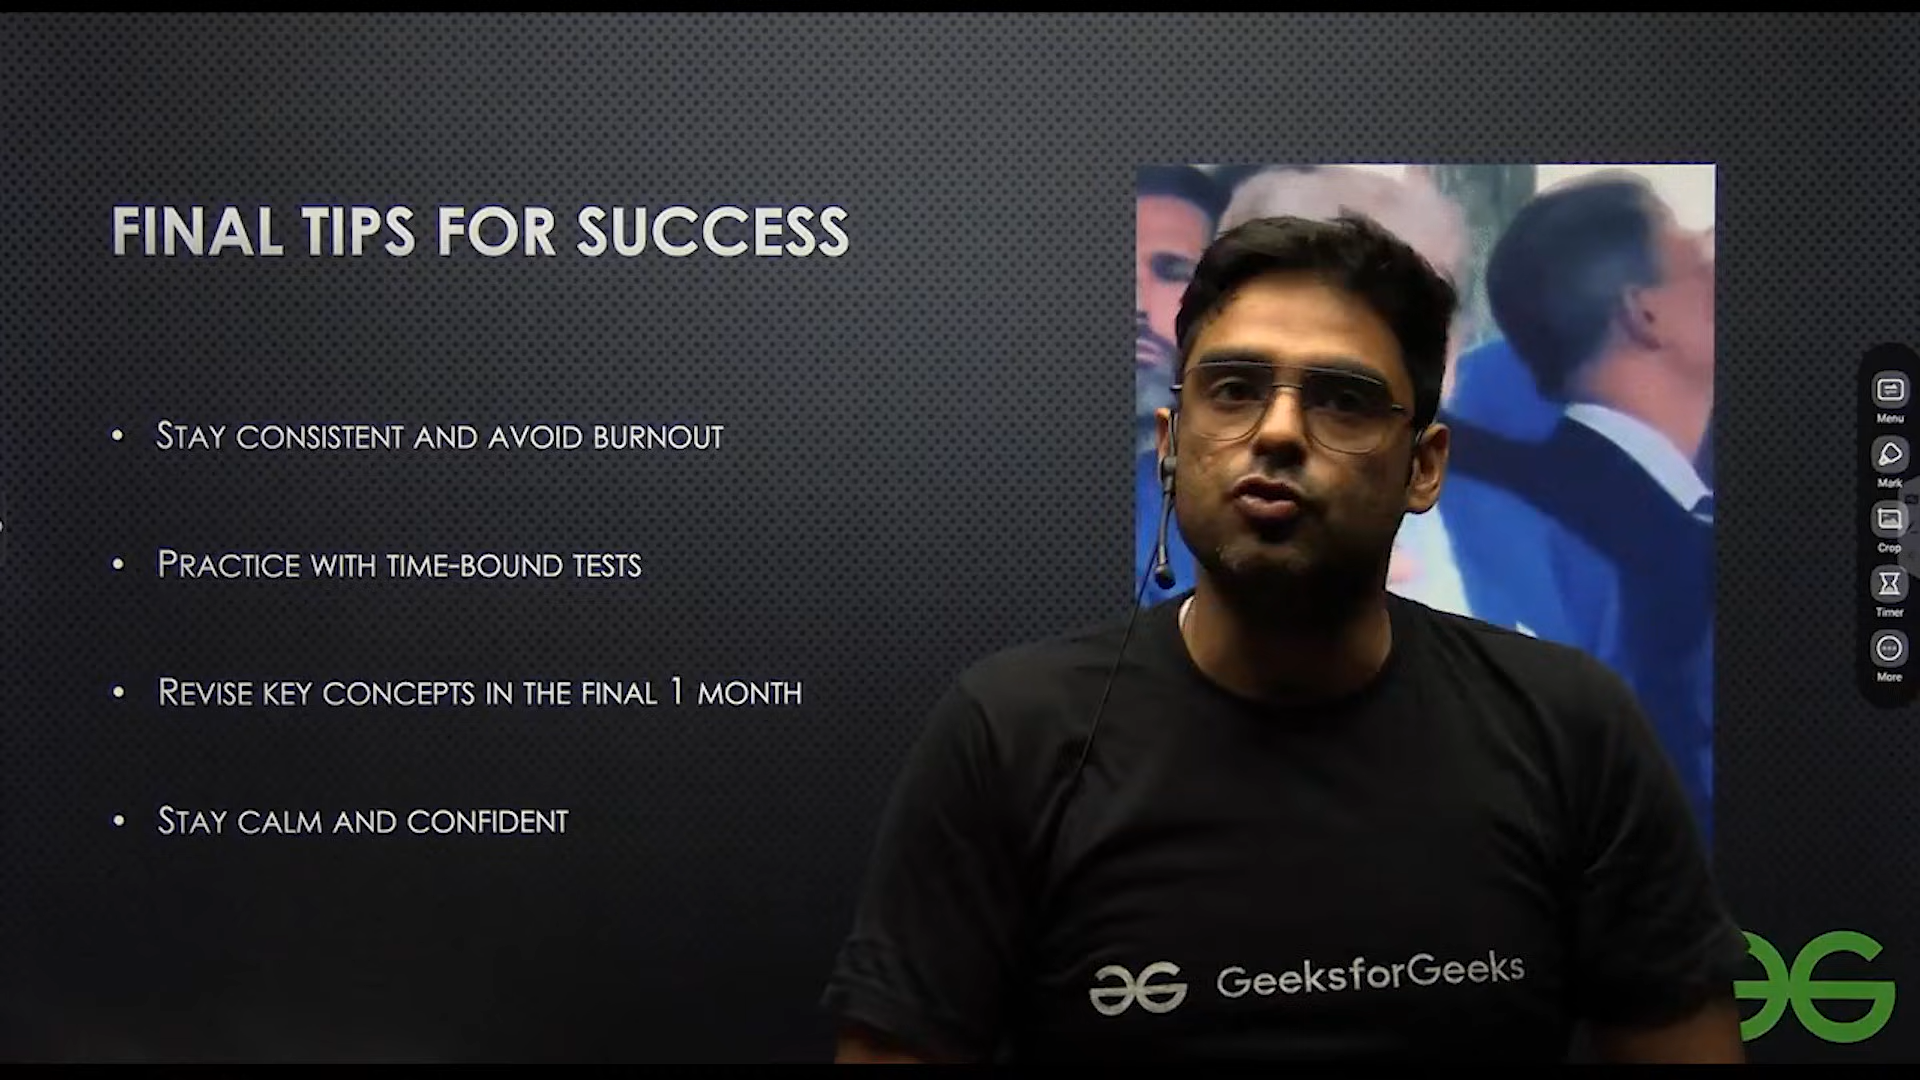 FINAL TIPS FOR SUCCESS
• STAY CONSISTENT AND AVOID BURNOUT
• PRACTICE WITH TIME-BOUND TESTS
• REVISE KEY CONCEPTS IN THE FINAL 1 MONTH
• STAY CALM AND CONFIDENT
Menu
Mark
Crop
Timer
More
GeeksforGeeks